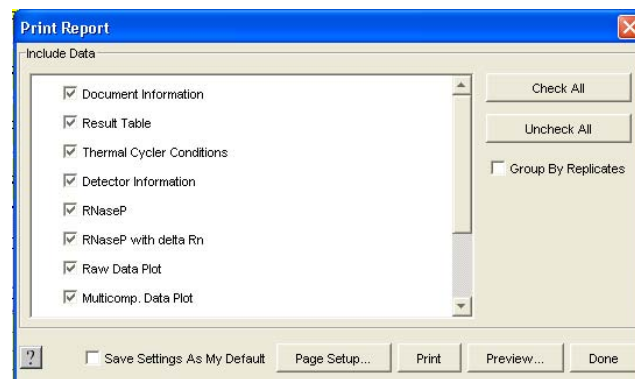 Print Report
Include Data
Document Information
Result Table
Thermal Cycler Conditions
Detector Information
RNaseP
RNaseP with delta Rn
Raw Data Plot
Multicomp. Data Plot
Check All
Uncheck All
Group By Replicates
?
Save Settings As My Default
Page Setup...
Print
Preview...
Done